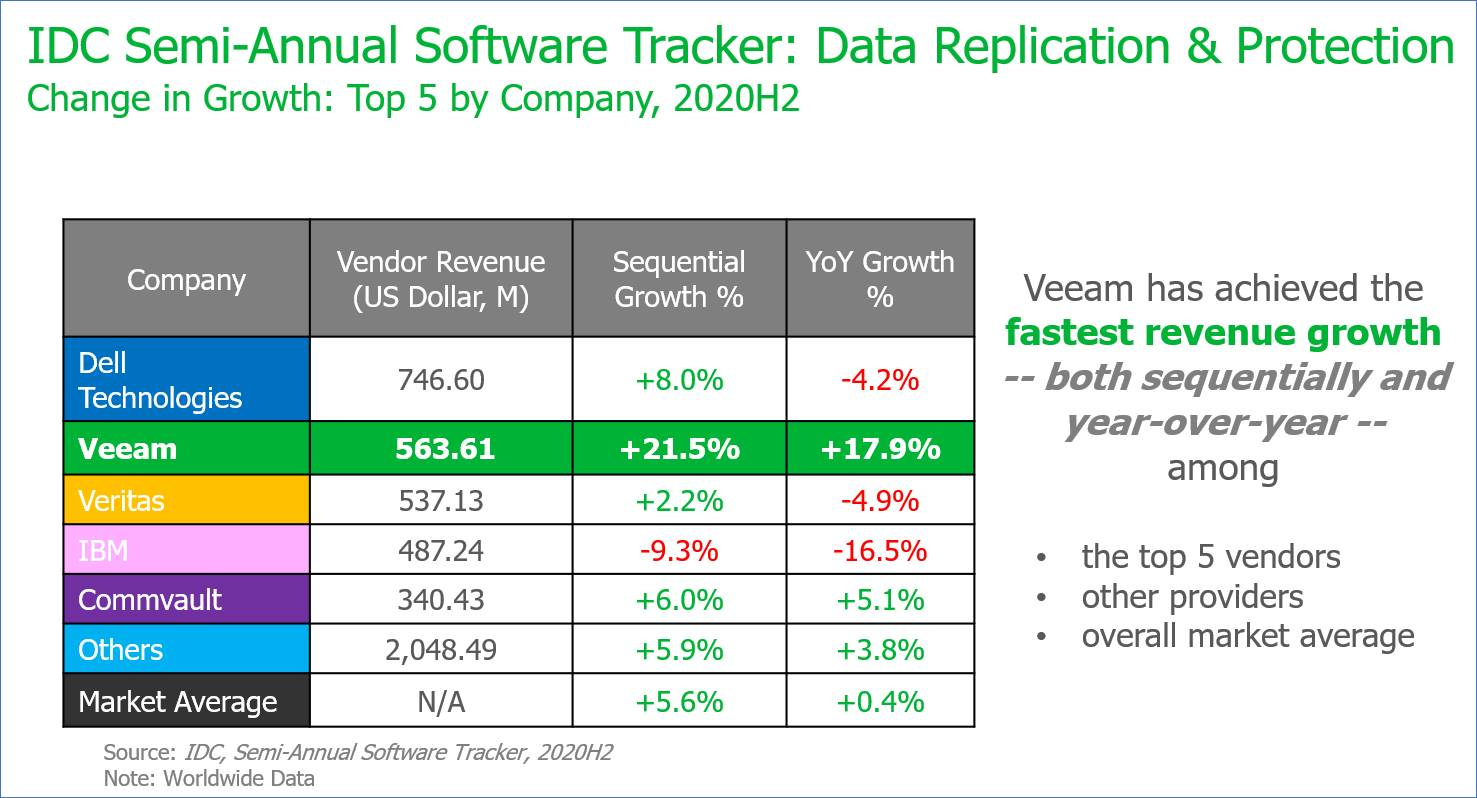 IDC Semi-Annual Software Tracker: Data Replication & Protection
Change in Growth: Top 5 by Company, 2020H2
Company
Vendor Revenue
(US Dollar, M)
Sequential
Growth %
YoY Growth
%
Dell
Technologies
746.60
+8.0%
-4.2%
Veeam
563.61
+21.5%
+17.9%
Veritas
537.13
+2.2%
-4.9%
IBM
487.24
-9.3%
-16.5%
Commvault
340.43
+6.0%
+5.1%
Others
2,048.49
+5.9%
+3.8%
Market Average
N/A
+5.6%
+0.4%
Source: IDC, Semi-Annual Software Tracker, 2020H2
Note: Worldwide Data
Veeam has achieved the
fastest revenue growth
-- both sequentially and
year-over-year --
among
• the top 5 vendors
• other providers
• overall market average